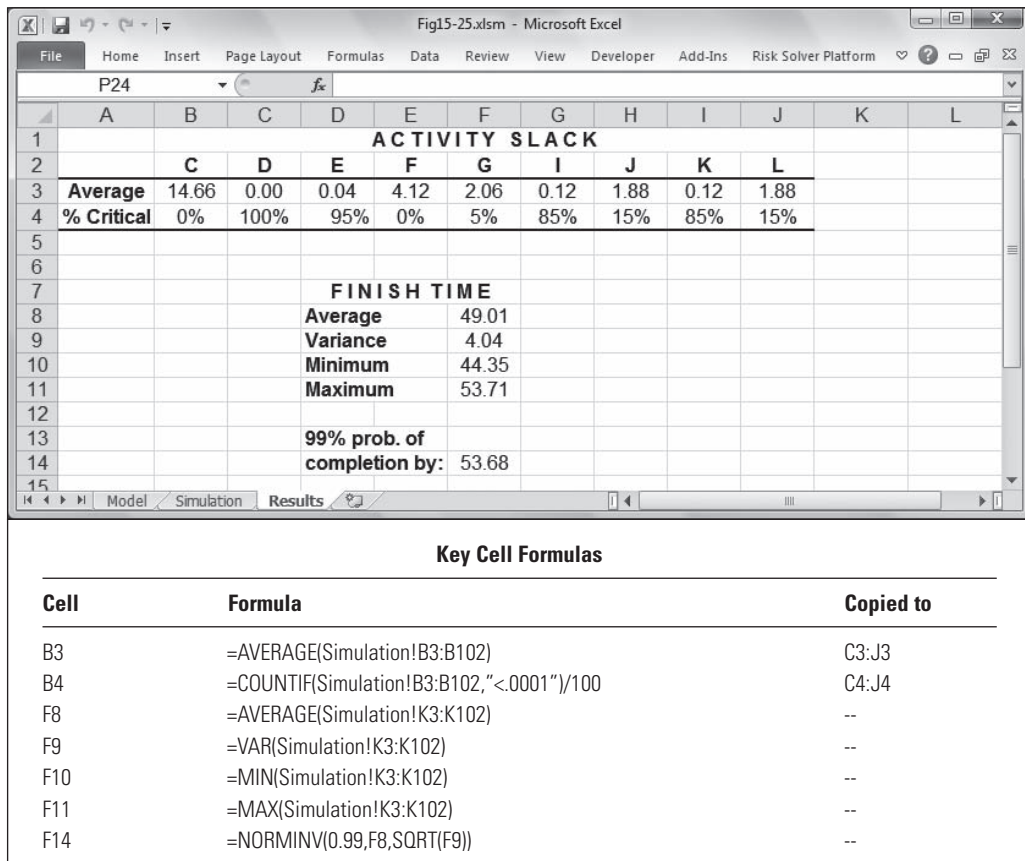 Fig15-25.xlsm - Microsoft Excel
File Home Insert Page Layout Formulas Data Review View Developer Add-Ins Risk Solver Platform
P24 fx
A B C D E F G H I J K L
1 ACTIVITY SLACK
2 C D E F G I J K L
3 Average 14.66 0.00 0.04 4.12 2.06 0.12 1.88 0.12 1.88
4 % Critical 0% 100% 95% 0% 5% 85% 15% 85% 15%
5
6
7 FINISH TIME
8 Average 49.01
9 Variance 4.04
10 Minimum 44.35
11 Maximum 53.71
12
13 99% prob. of
14 completion by: 53.68
15
Model Simulation Results
Key Cell Formulas
Cell Formula Copied to
B3 =AVERAGE(Simulation!B3:B102) C3:J3
B4 =COUNTIF(Simulation!B3:B102,"<.0001")/100 C4:J4
F8 =AVERAGE(Simulation!K3:K102) --
F9 =VAR(Simulation!K3:K102) --
F10 =MIN(Simulation!K3:K102) --
F11 =MAX(Simulation!K3:K102) --
F14 =NORMINV(0.99,F8,SQRT(F9)) --